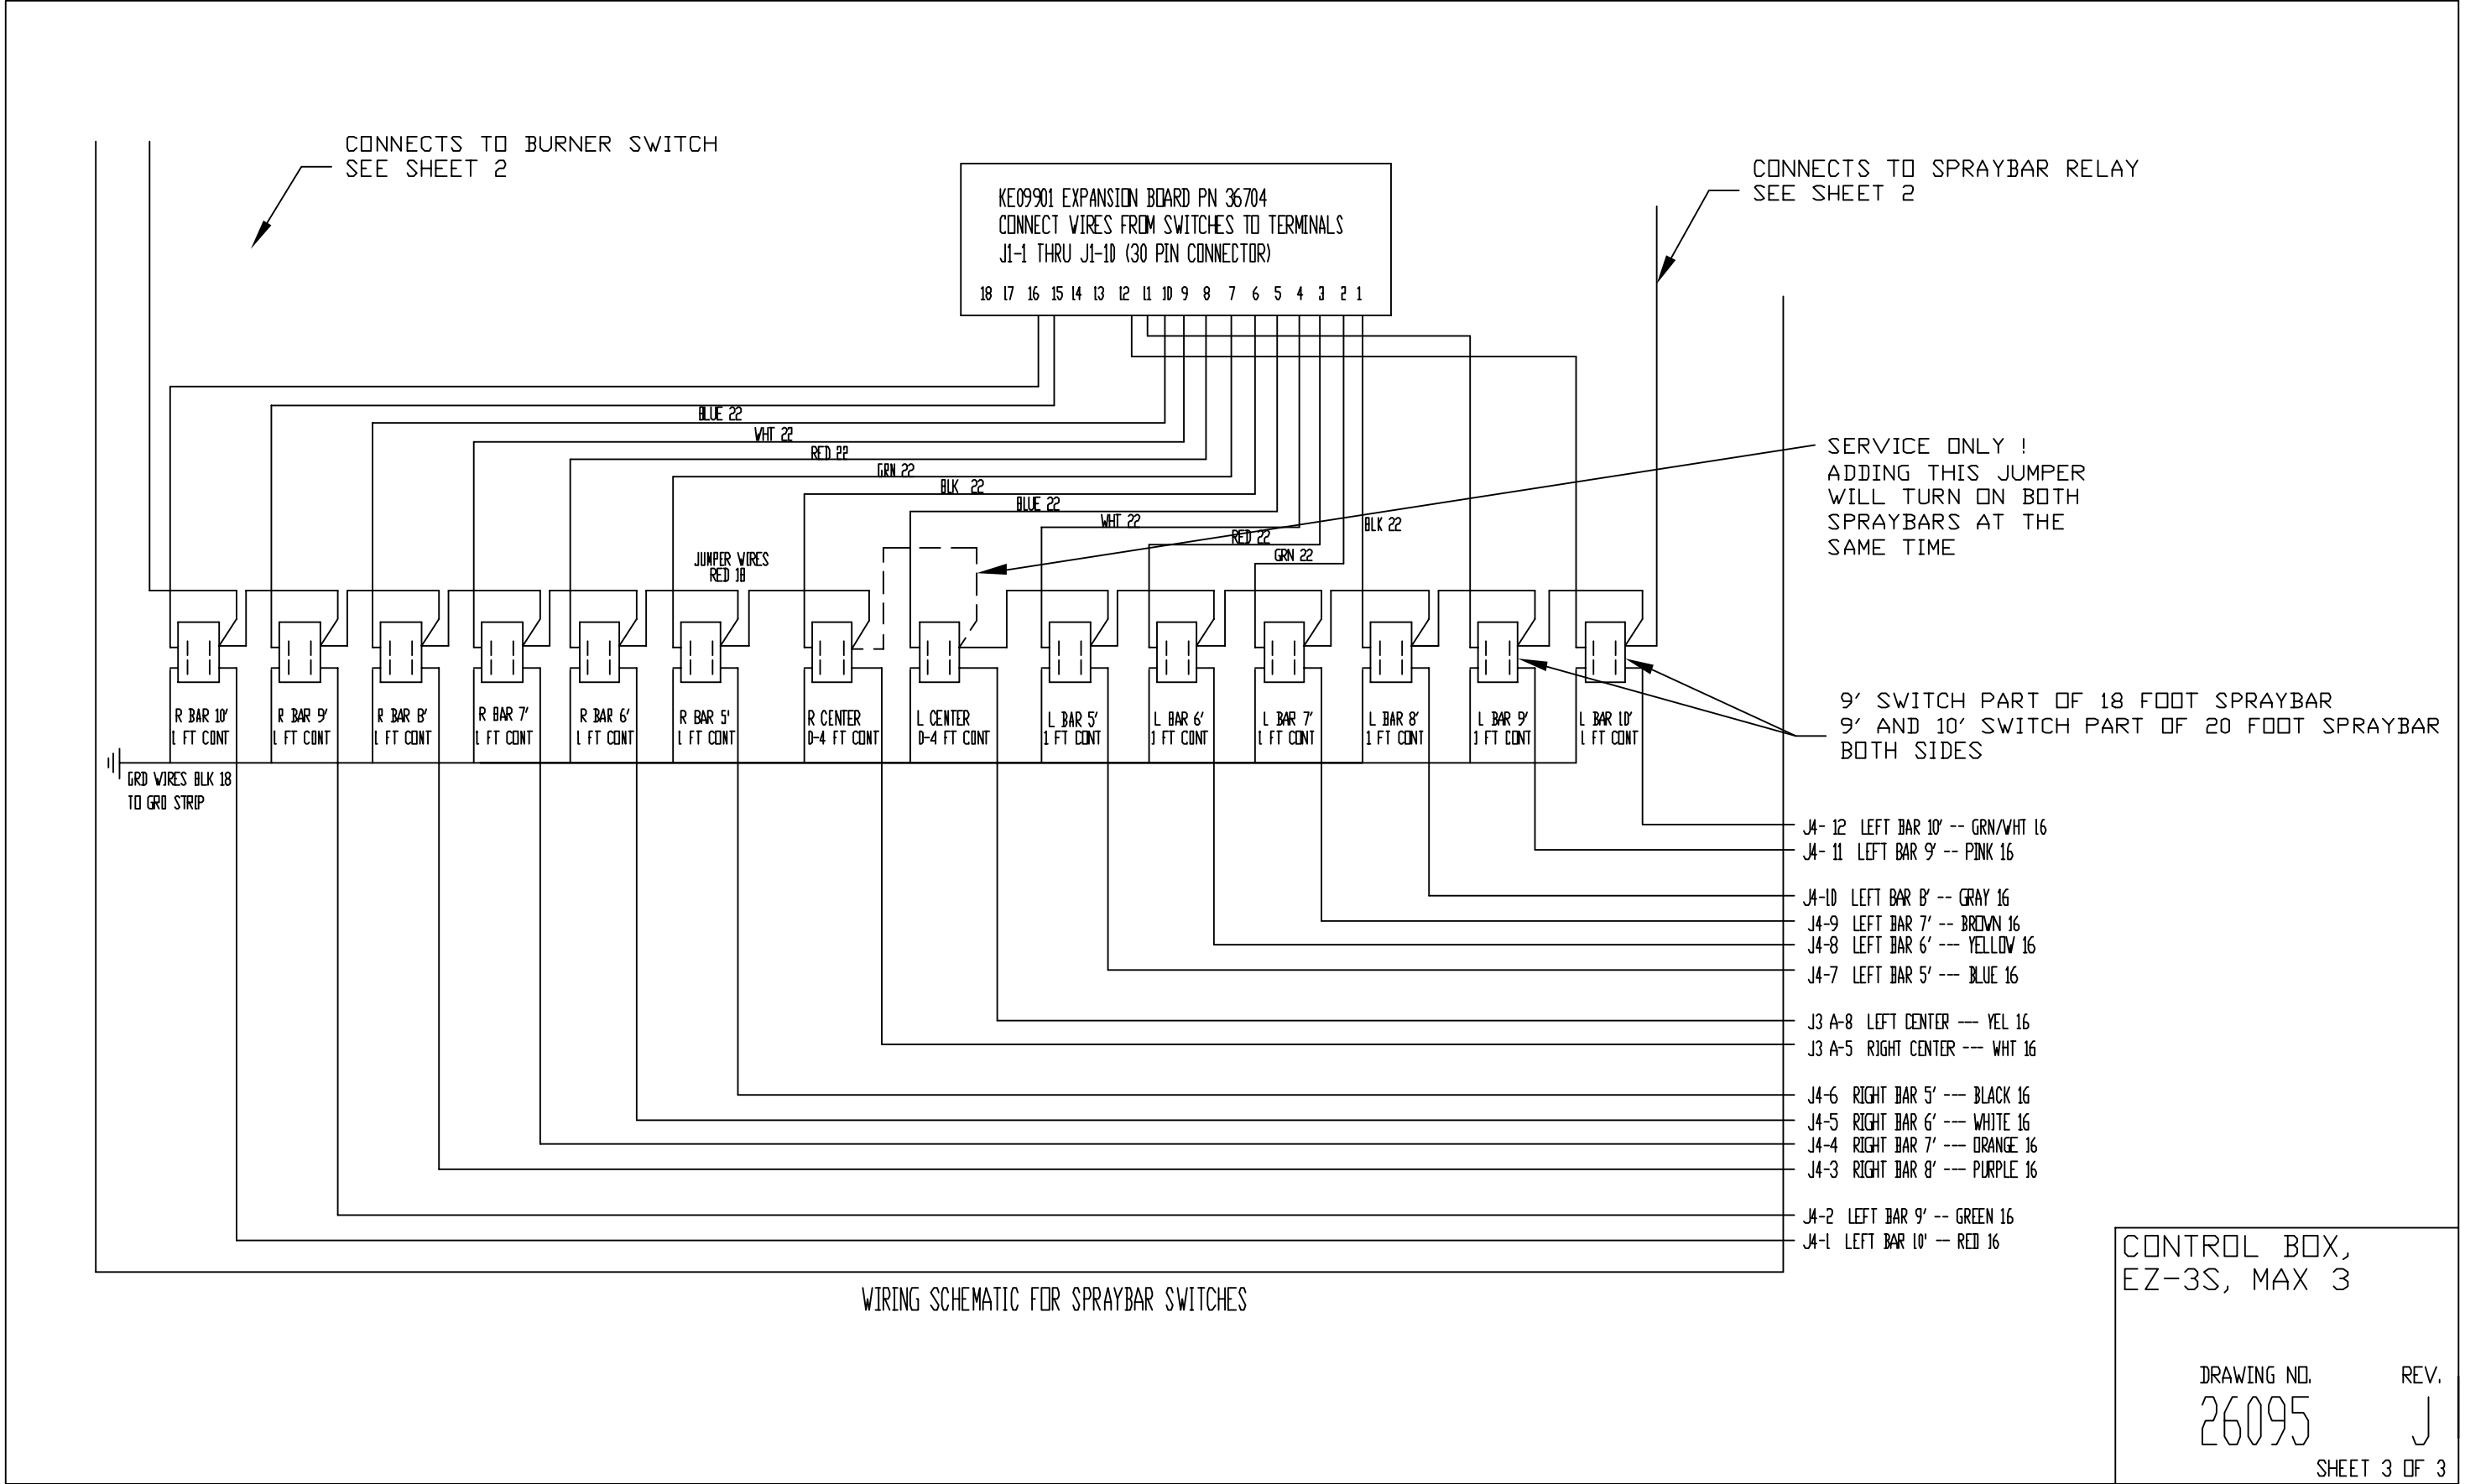 CONNECTS TO BURNER SWITCH
SEE SHEET 2
KE09901 EXPANSION BOARD PN 36704
CONNECT WIRES FROM SWITCHES TO TERMINALS
J1-1 THRU J1-10 (30 PIN CONNECTOR)
18 17 16 15 14 13 12 11 10 9 8 7 6 5 4 3 2 1
CONNECTS TO SPRAYBAR RELAY
SEE SHEET 2
BLUE 22
WHT 22
RED 22
GRN 22
BLK 22
BLUE 22
WHT 22
RED 22
GRN 22
BLK 22
SERVICE ONLY !
ADDING THIS JUMPER
WILL TURN ON BOTH
SPRAYBARS AT THE
SAME TIME
JUMPER WIRES
RED 18
R BAR 10'
1 FT CONT
R BAR 9'
1 FT CONT
R BAR 8'
1 FT CONT
R BAR 7'
1 FT CONT
R BAR 6'
1 FT CONT
R BAR 5'
1 FT CONT
R CENTER
0-4 FT CONT
L CENTER
0-4 FT CONT
L BAR 5'
1 FT CONT
L BAR 6'
1 FT CONT
L BAR 7'
1 FT CONT
L BAR 8'
1 FT CONT
L BAR 9'
1 FT CONT
L BAR 10'
1 FT CONT
9' SWITCH PART OF 18 FOOT SPRAYBAR
9' AND 10' SWITCH PART OF 20 FOOT SPRAYBAR
BOTH SIDES
GRD WIRES BLK 18
TO GRD STRIP
J4- 12 LEFT BAR 10' -- GRN/WHT 16
J4- 11 LEFT BAR 9' -- PINK 16
J4-10 LEFT BAR 8' -- GRAY 16
J4-9 LEFT BAR 7' -- BROWN 16
J4-8 LEFT BAR 6' --- YELLOW 16
J4-7 LEFT BAR 5' --- BLUE 16
J3 A-8 LEFT CENTER --- YEL 16
J3 A-5 RIGHT CENTER --- WHT 16
J4-6 RIGHT BAR 5' --- BLACK 16
J4-5 RIGHT BAR 6' --- WHITE 16
J4-4 RIGHT BAR 7' --- ORANGE 16
J4-3 RIGHT BAR 8' --- PURPLE 16
J4-2 LEFT BAR 9' -- GREEN 16
J4-1 LEFT BAR 10' -- RED 16
WIRING SCHEMATIC FOR SPRAYBAR SWITCHES
CONTROL BOX,
EZ-3S, MAX 3
DRAWING NO. REV.
26095 J
SHEET 3 OF 3